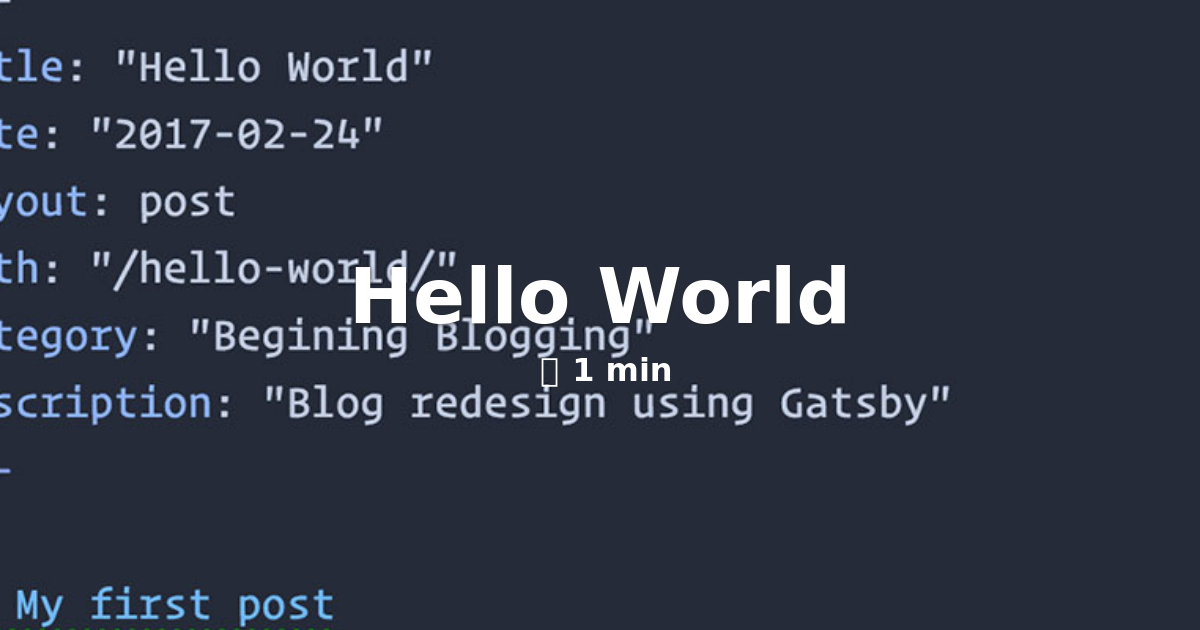 tle: "Hello World"
te: "2017-02-24"
yout: post
th: "/hello-world/"
Hello World
tegory: "Begining Blogging"
1 min
scription: "Blog redesign using Gatsby"
My first post